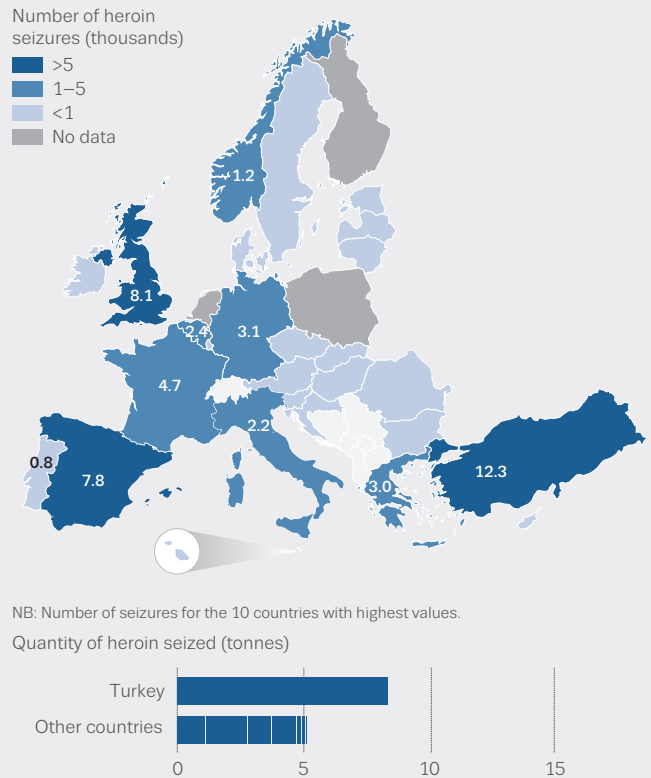 Number of heroin
seizures (thousands)
>5
1–5
<1
No data
1.2
8.1
2.4
3.1
4.7
2.2
0.8
7.8
3.0
12.3
NB: Number of seizures for the 10 countries with highest values.
Quantity of heroin seized (tonnes)
Turkey
Other countries
0 5 10 15